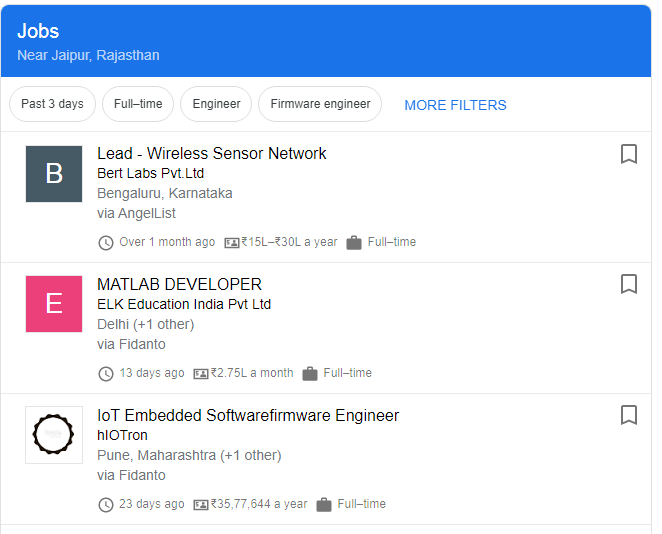 Jobs
Near Jaipur, Rajasthan
Past 3 days Full–time Engineer Firmware engineer MORE FILTERS
B
Lead - Wireless Sensor Network
Bert Labs Pvt.Ltd
Bengaluru, Karnataka
via AngelList
Over 1 month ago ₹15L–₹30L a year Full–time
E
MATLAB DEVELOPER
ELK Education India Pvt Ltd
Delhi (+1 other)
via Fidanto
13 days ago ₹2.75L a month Full–time
IoT Embedded Softwarefirmware Engineer
hIOTron
Pune, Maharashtra (+1 other)
via Fidanto
23 days ago ₹35,77,644 a year Full–time